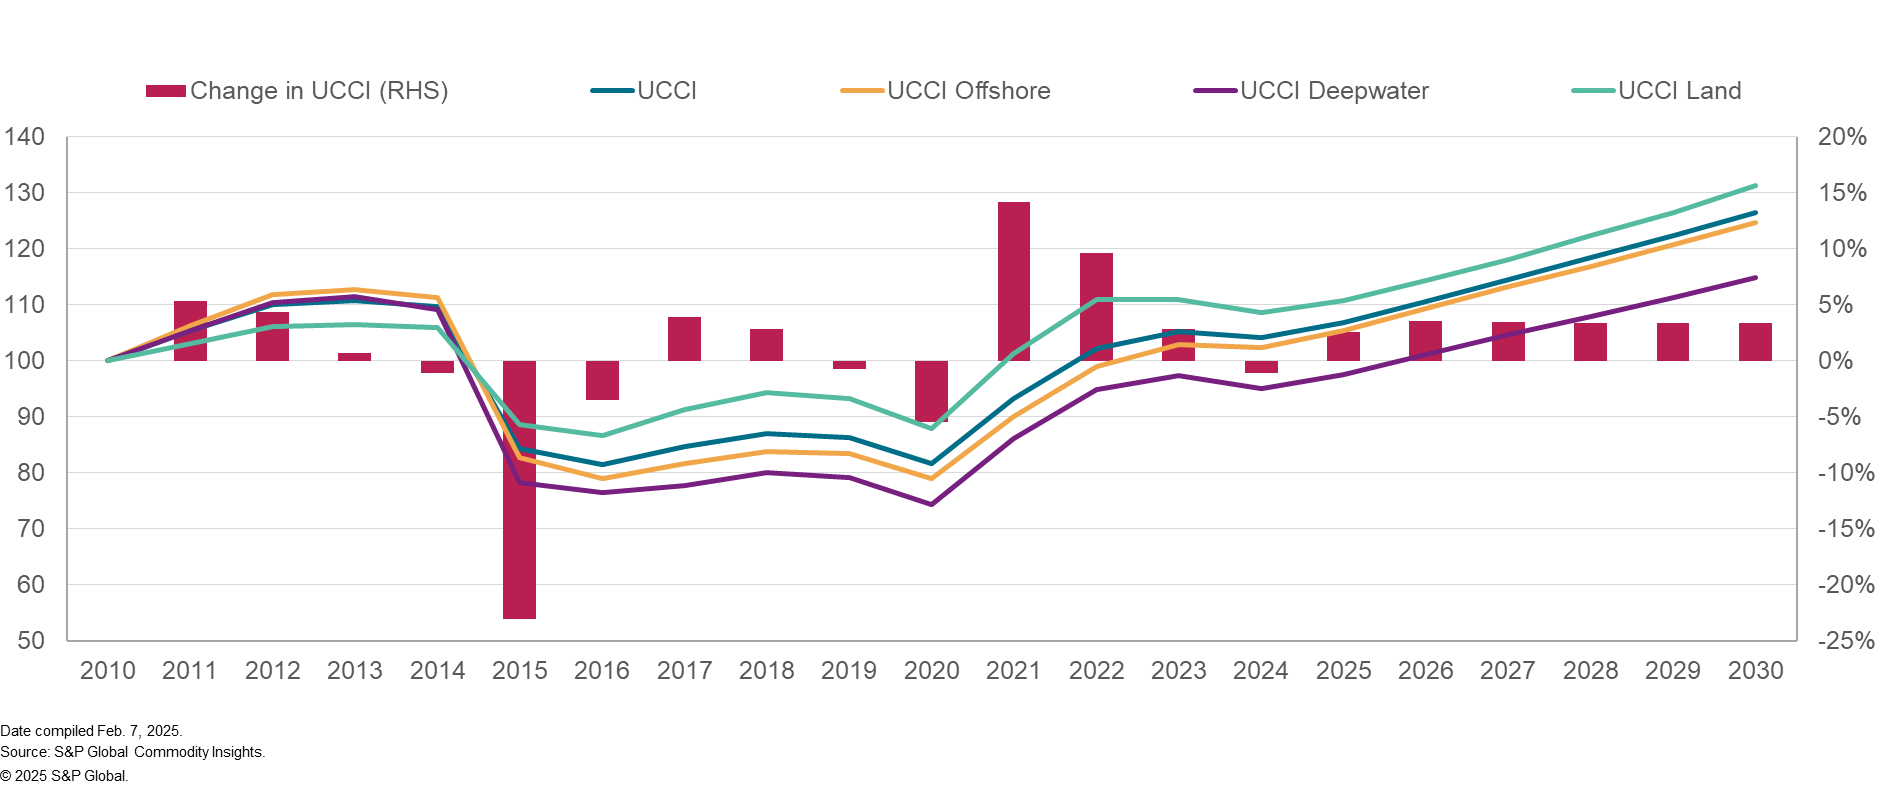 Change in UCCI (RHS) UCCI UCCI Offshore UCCI Deepwater UCCI Land
140 20%
130 15%
120 10%
110 5%
100 0%
90 -5%
80 -10%
70 -15%
60 -20%
50 -25%
2010 2011 2012 2013 2014 2015 2016 2017 2018 2019 2020 2021 2022 2023 2024 2025 2026 2027 2028 2029 2030
Date compiled Feb. 7, 2025.
Source: S&P Global Commodity Insights.
© 2025 S&P Global.